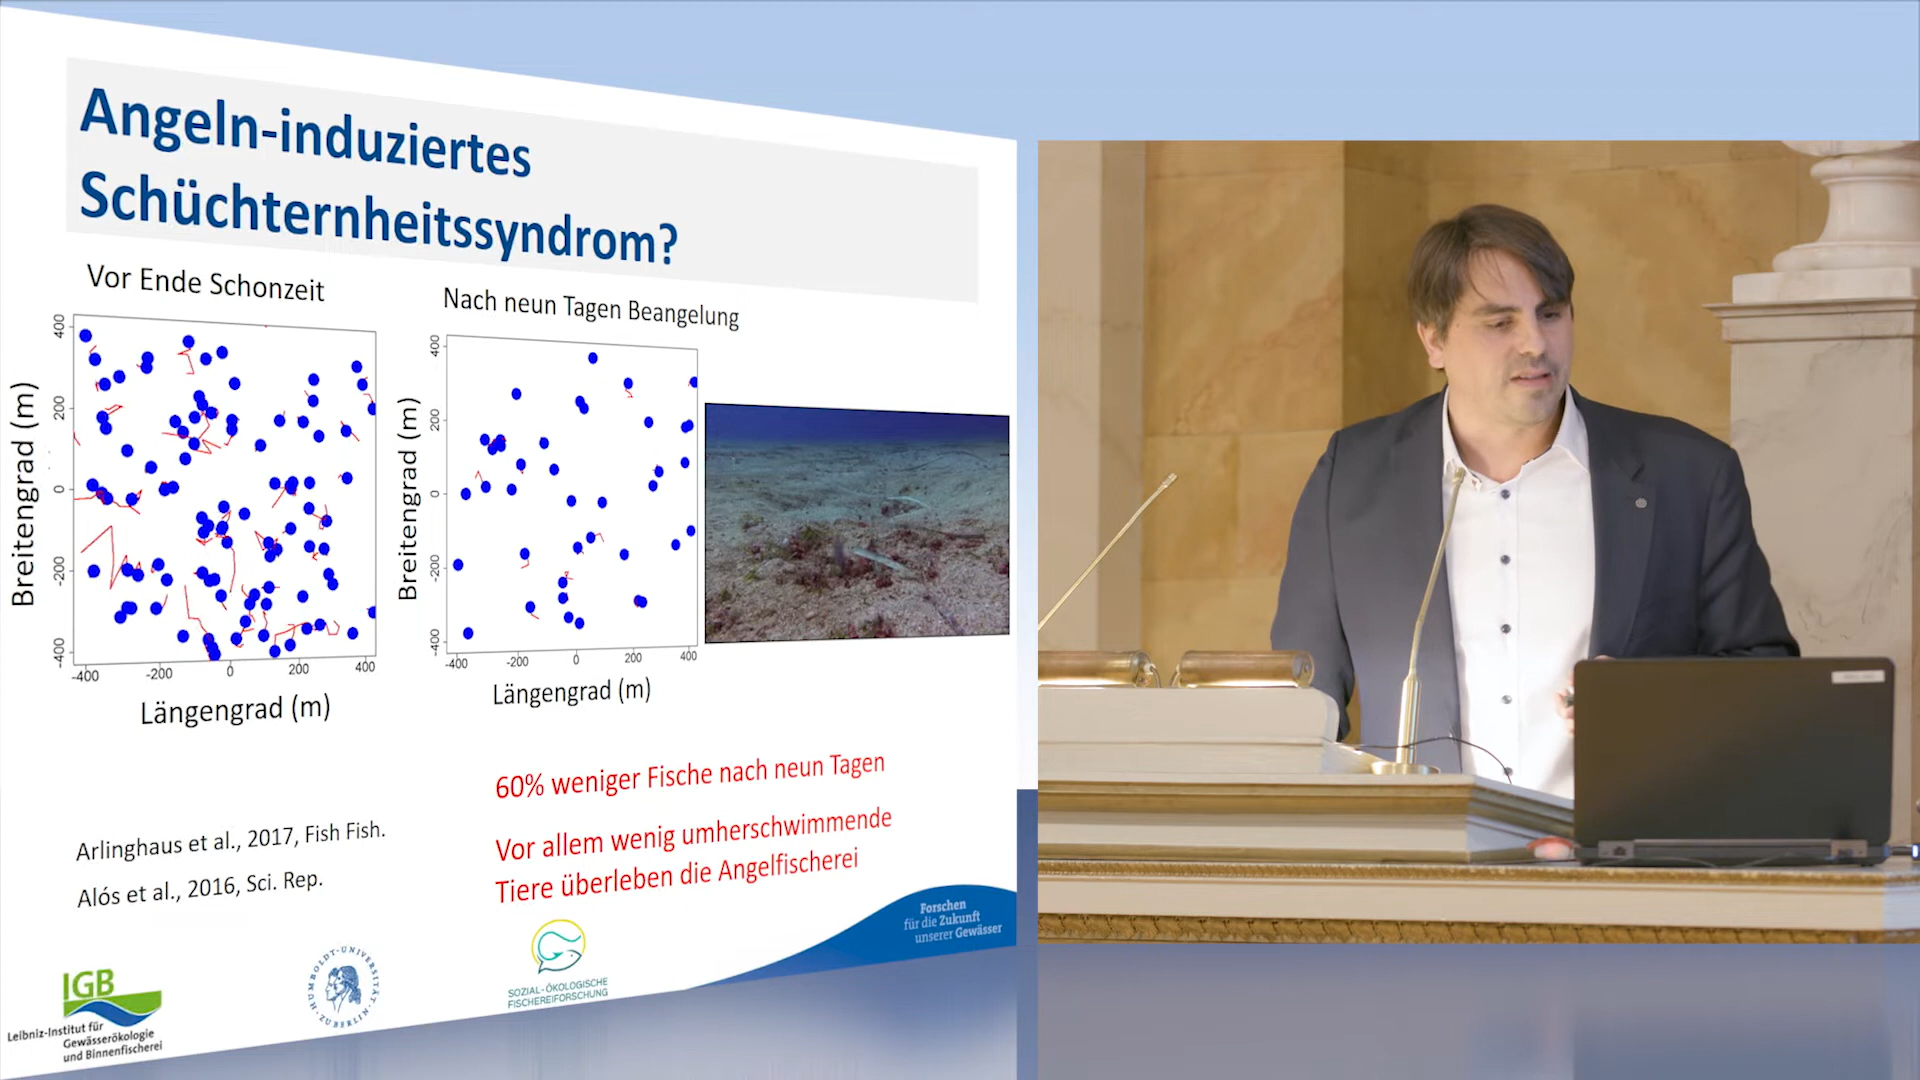 Angeln-induziertes
Schüchternheitssyndrom?
Vor Ende Schonzeit
Nach neun Tagen Beangelung
Breitengrad (m)
400
200
0
-200
-400
-400
-200
0
200
400
Längengrad (m)
Breitengrad (m)
400
200
0
-200
-400
-400
-200
0
200
400
Längengrad (m)
60% weniger Fische nach neun Tagen
Vor allem wenig umherschwimmende
Tiere überleben die Angelfischerei
Arlinghaus et al., 2017, Fish Fish.
Alós et al., 2016, Sci. Rep.
IGB
Leibniz-Institut für
Gewässerökologie
und Binnenfischerei
HUMBOLDT-UNIVERSITÄT
ZU BERLIN
SOZIAL-ÖKOLOGISCHE
FISCHEREIFORSCHUNG
Forschen
für die Zukunft
unserer Gewässer